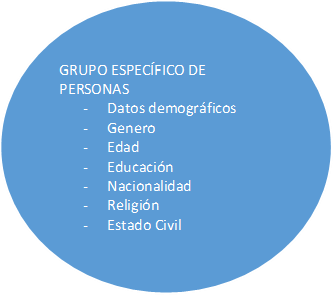 GRUPO ESPECÍFICO DE
PERSONAS
- Datos demográficos
- Genero
- Edad
- Educación
- Nacionalidad
- Religión
- Estado Civil